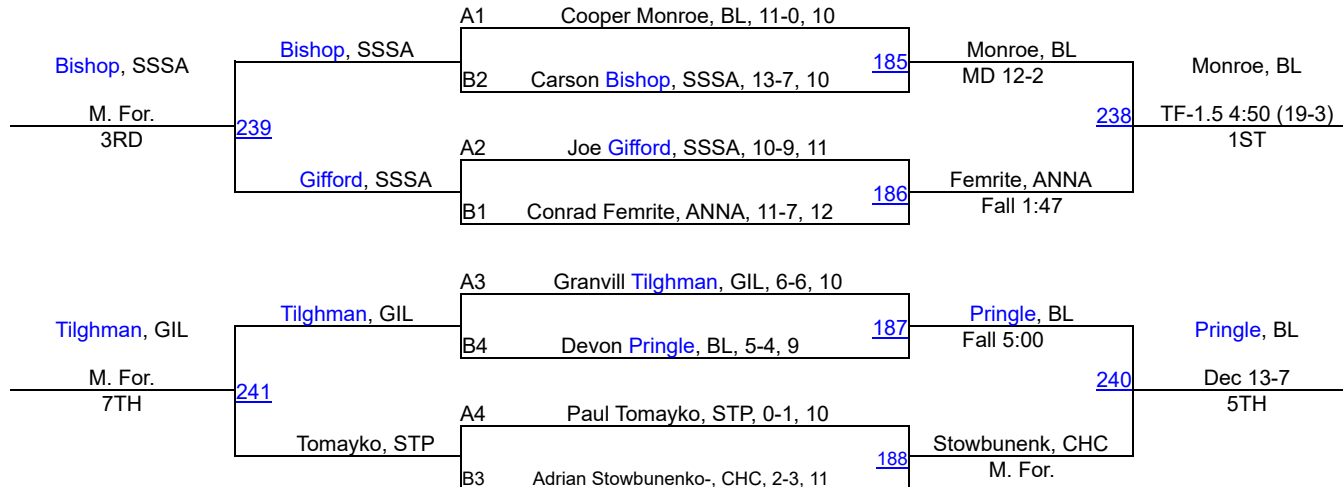 A1 Cooper Monroe, BL, 11-0, 10
Bishop, SSSA
Monroe, BL
Bishop, SSSA
Monroe, BL
185
MD 12-2
B2 Carson Bishop, SSSA, 13-7, 10
M. For.
238
TF-1.5 4:50 (19-3)
239
3RD
1ST
A2 Joe Gifford, SSSA, 10-9, 11
Gifford, SSSA
186
Femrite, ANNA
Fall 1:47
B1 Conrad Femrite, ANNA, 11-7, 12
A3 Granvill Tilghman, GIL, 6-6, 10
Tilghman, GIL
Pringle, BL
Tilghman, GIL
187
Pringle, BL
Fall 5:00
B4 Devon Pringle, BL, 5-4, 9
M. For.
240
Dec 13-7
241
7TH
5TH
A4 Paul Tomayko, STP, 0-1, 10
Tomayko, STP
188
Stowbunenk, CHC
M. For.
B3 Adrian Stowbunenko-, CHC, 2-3, 11